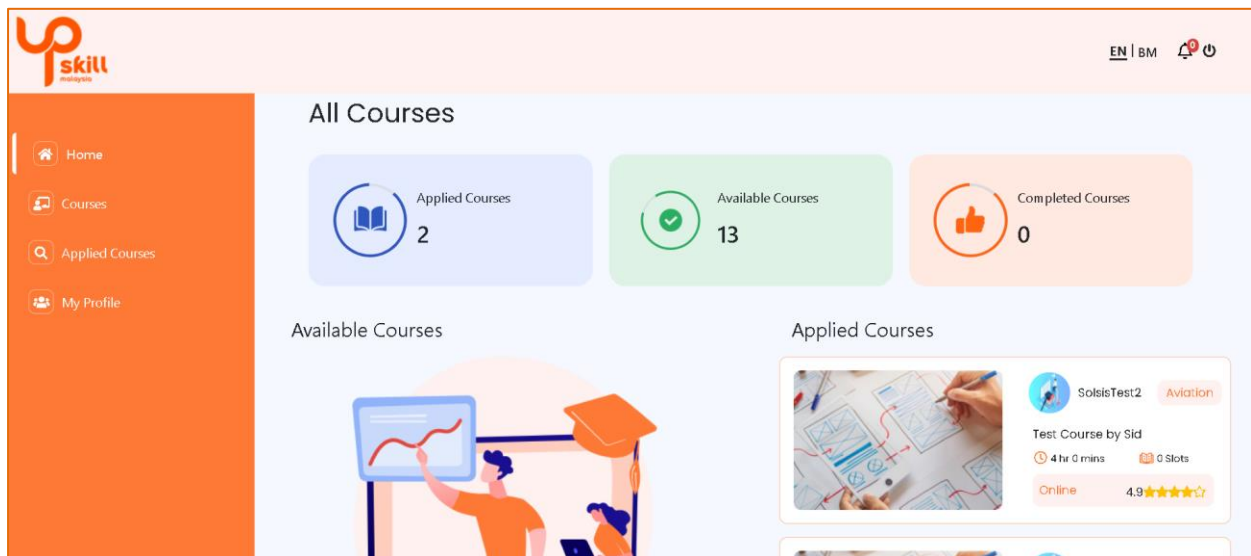 Up
skill
malaysia
EN | BM
0
Home
Courses
Applied Courses
My Profile
All Courses
Applied Courses
2
Available Courses
13
Completed Courses
0
Available Courses
Applied Courses
SolsisTest2
Aviation
Test Course by Sid
4 hr 0 mins
0 Slots
Online
4.9